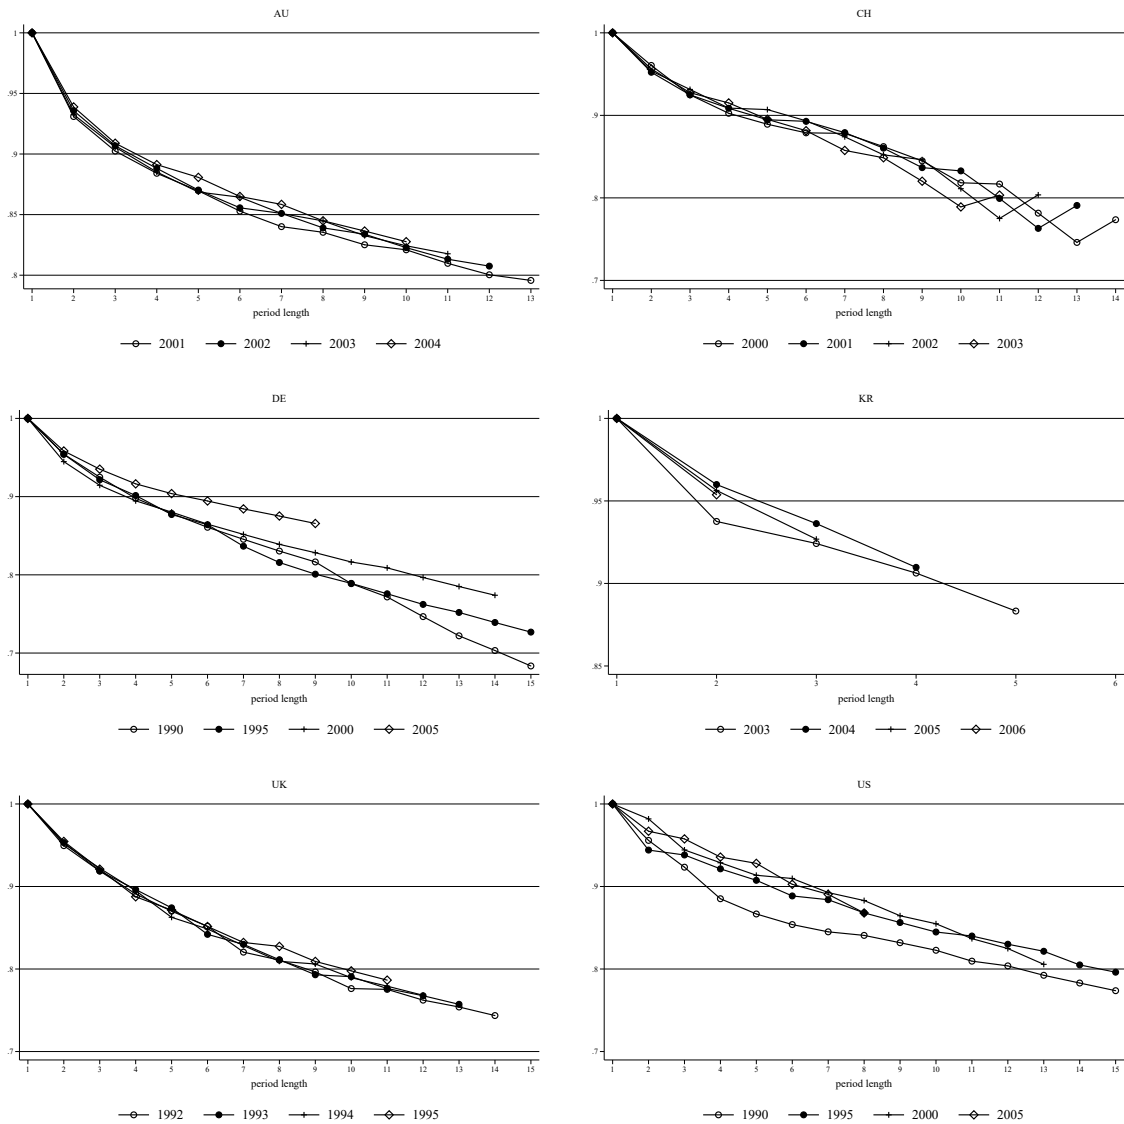 AU
1
.95
.9
.85
.8
1 2 3 4 5 6 7 8 9 10 11 12 13
period length
2001 2002 2003 2004
CH
1
.9
.8
.7
1 2 3 4 5 6 7 8 9 10 11 12 13 14
period length
2000 2001 2002 2003
DE
1
.9
.8
.7
1 2 3 4 5 6 7 8 9 10 11 12 13 14 15
period length
1990 1995 2000 2005
KR
1
.95
.9
.85
1 2 3 4 5 6
period length
2003 2004 2005 2006
UK
1
.9
.8
.7
1 2 3 4 5 6 7 8 9 10 11 12 13 14 15
period length
1992 1993 1994 1995
US
1
.9
.8
.7
1 2 3 4 5 6 7 8 9 10 11 12 13 14 15
period length
1990 1995 2000 2005